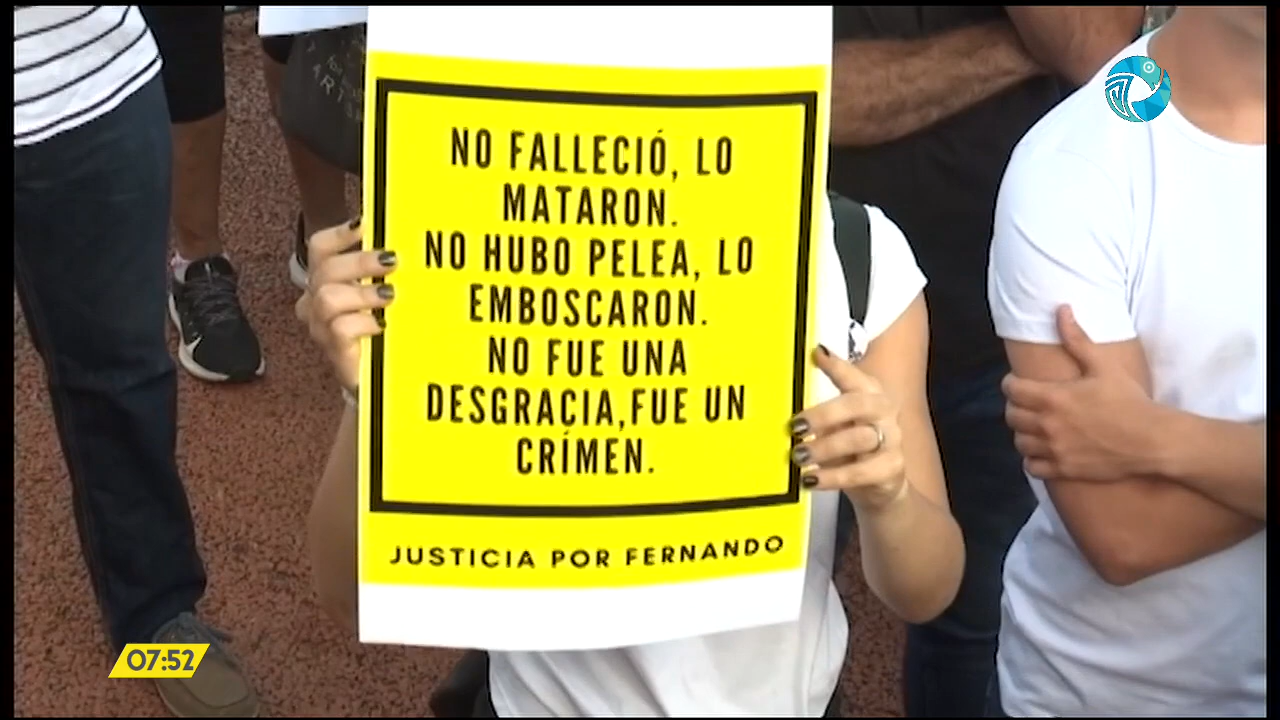 NO FALLECIÓ, LO
MATARON.
NO HUBO PELEA, LO
EMBOSCARON.
NO FUE UNA
DESGRACIA,FUE UN
CRÍMEN.
JUSTICIA POR FERNANDO
07:52